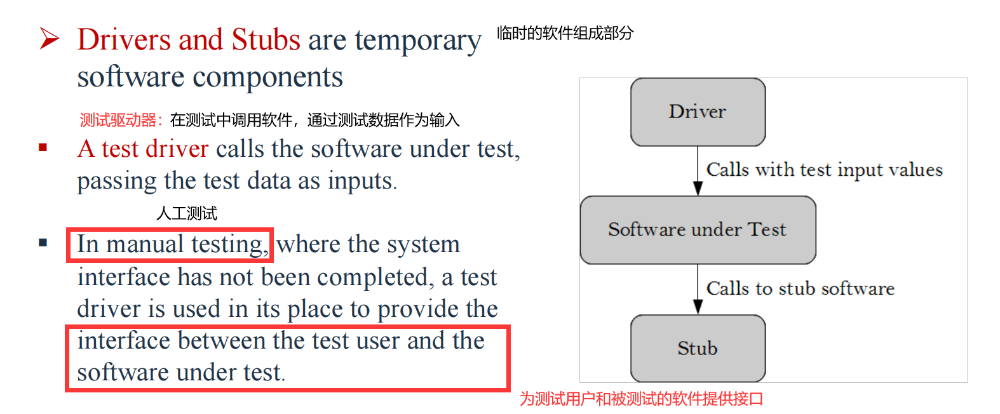 Drivers and Stubs are temporary
临时的软件组成部分
software components
测试驱动器：在测试中调用软件，通过测试数据作为输入
A test driver calls the software under test,
passing the test data as inputs.
人工测试
In manual testing, where the system
interface has not been completed, a test
driver is used in its place to provide the
interface between the test user and the
software under test.
为测试用户和被测试的软件提供接口
Driver
Calls with test input values
Software under Test
Calls to stub software
Stub